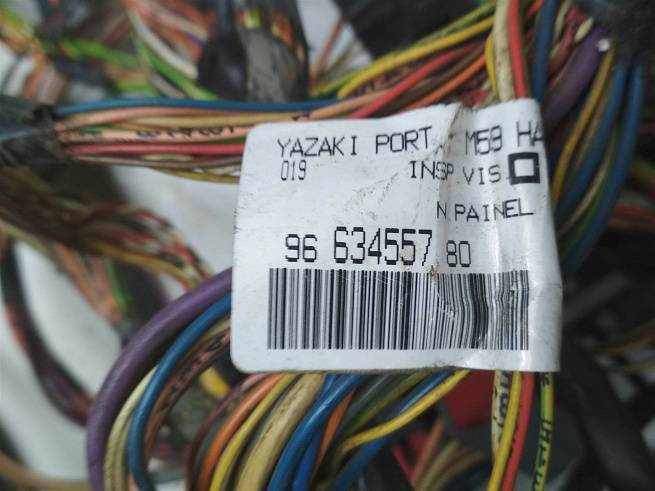 YAZAKI PORT. M59 HA
019 INSP VIS.
N.PAINEL
96 634557 80